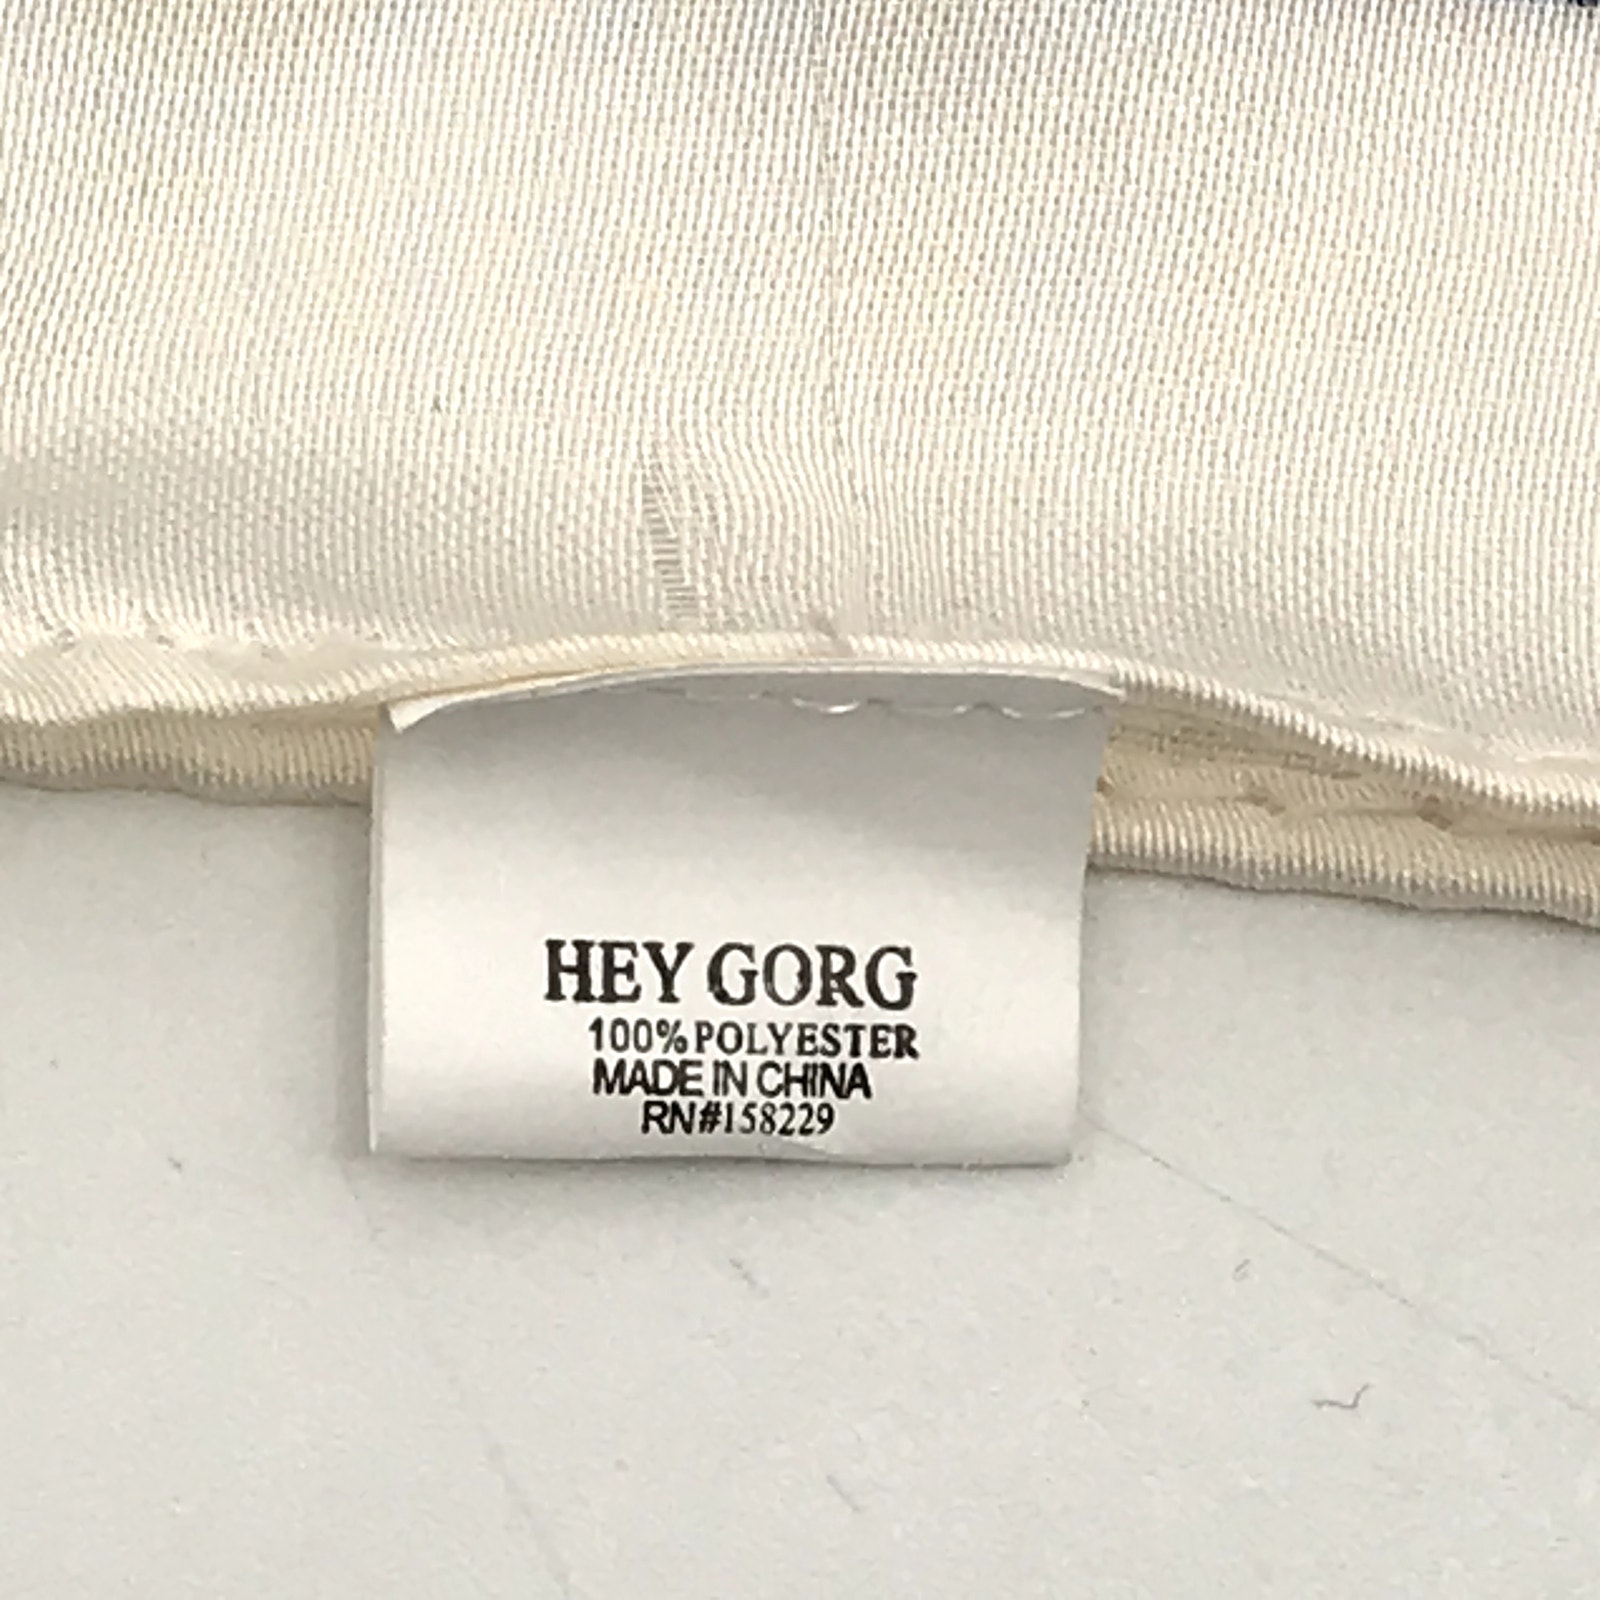 HEY GORG
100% POLYESTER
MADE IN CHINA
RN#158229